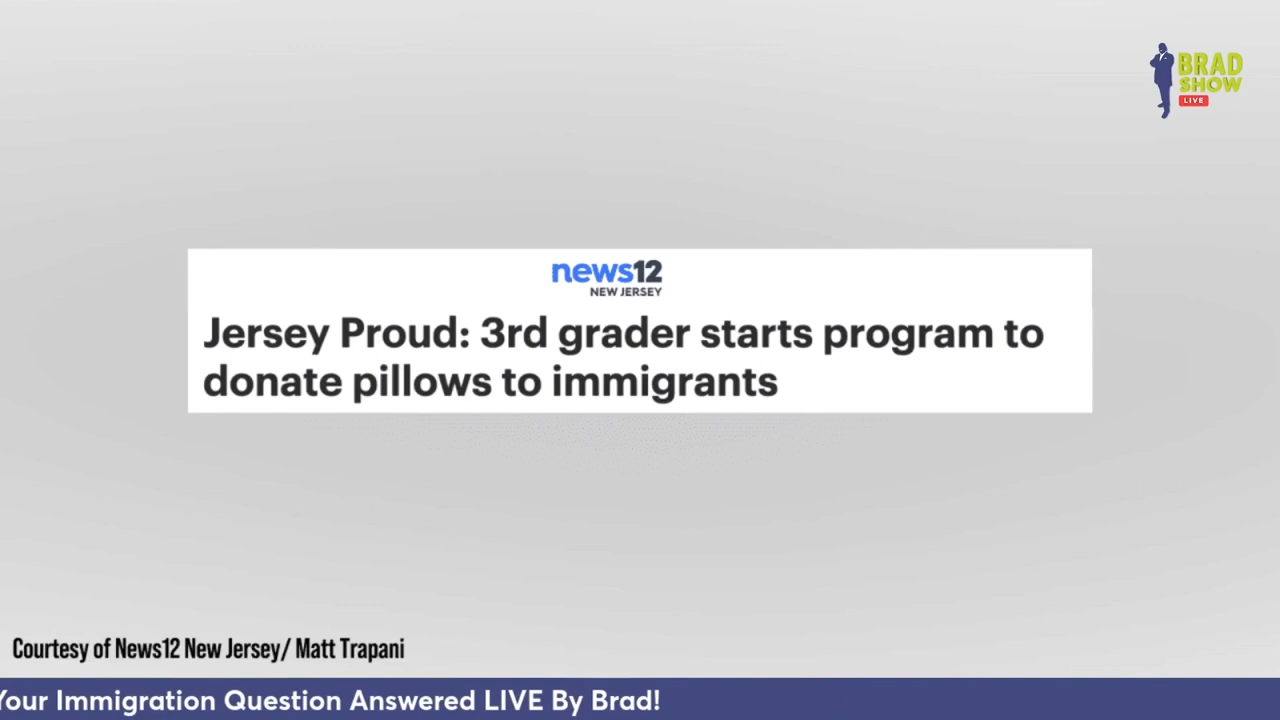 BRAD
SHOW
LIVE
news12
NEW JERSEY
Jersey Proud: 3rd grader starts program to
donate pillows to immigrants
Courtesy of News12 New Jersey/ Matt Trapani
Your Immigration Question Answered LIVE By Brad!